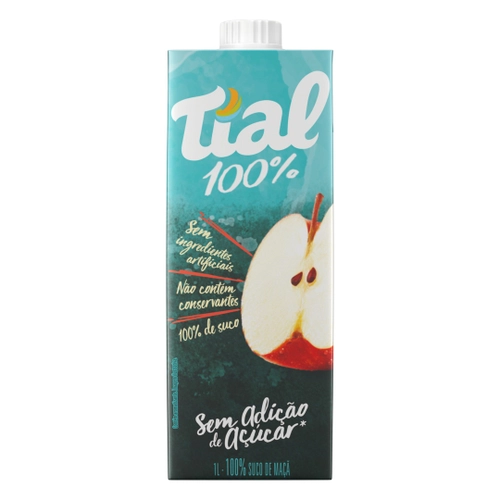 Tial
100%
Sem
ingredientes
artificiais
Não contém
conservantes
100% de suco
Sem Adição
de Açúcar*
1L - 100% SUCO DE MAÇÃ